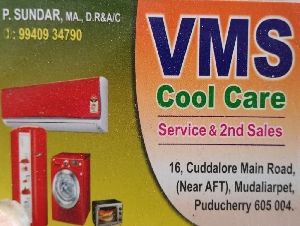 P. SUNDAR, MA., D.R&A/C
✆ : 99409 34790
VMS
Cool Care
Service & 2nd Sales
16, Cuddalore Main Road,
(Near AFT), Mudaliarpet,
Puducherry 605 004.